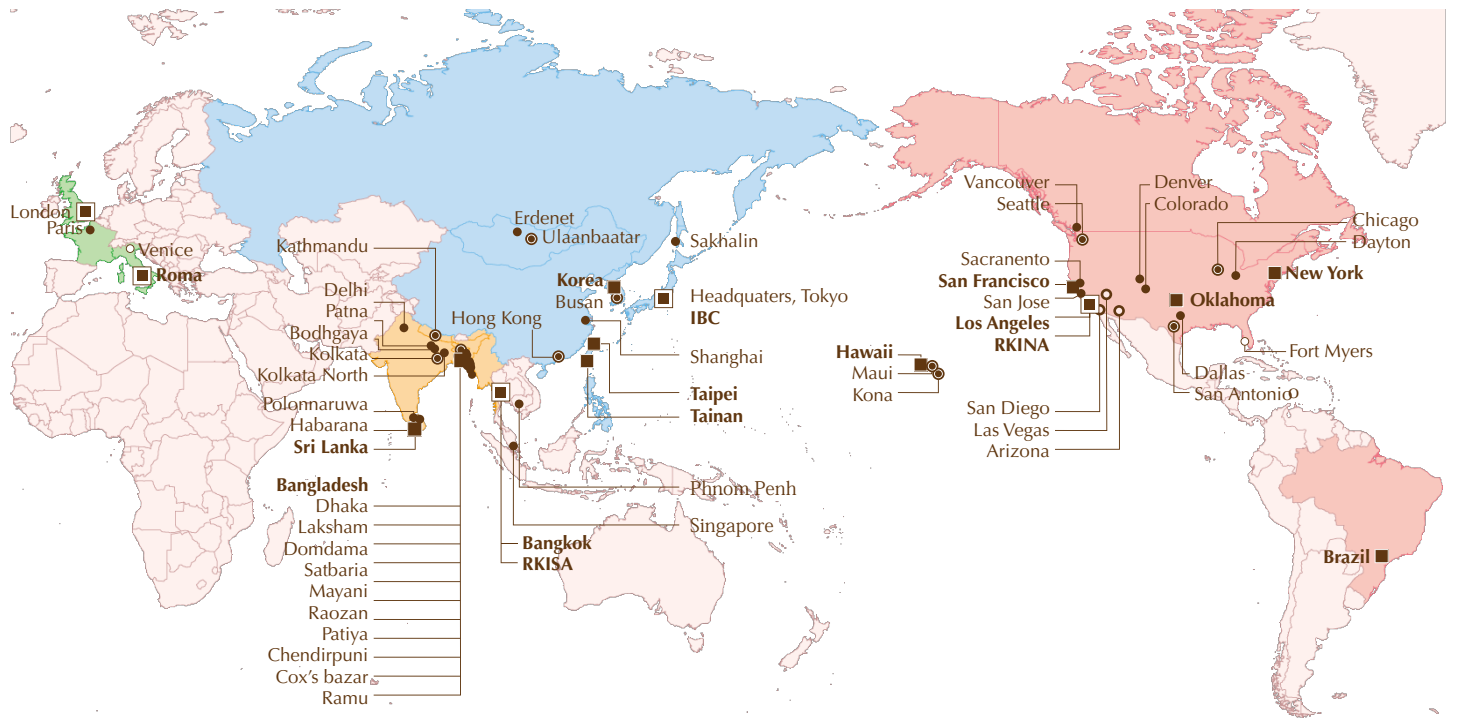 London
Paris
Venice
Roma
Kathmandu
Delhi
Patna
Bodhgaya
Kolkata
Kolkata North
Polonnaruwa
Habarana
Sri Lanka
Bangladesh
Dhaka
Laksham
Domdama
Satbaria
Mayani
Raozan
Patiya
Chendirpuni
Cox's bazar
Ramu
Erdenet
Ulaanbaatar
Sakhalin
Korea
Busan
Headquaters, Tokyo
IBC
Hong Kong
Shanghai
Taipei
Tainan
Phnom Penh
Singapore
Bangkok
RKISA
Hawaii
Maui
Kona
Vancouver
Seattle
Sacranento
San Francisco
San Jose
Los Angeles
RKINA
San Diego
Las Vegas
Arizona
Denver
Colorado
Chicago
Dayton
New York
Oklahoma
Fort Myers
Dallas
San Antonio
Brazil